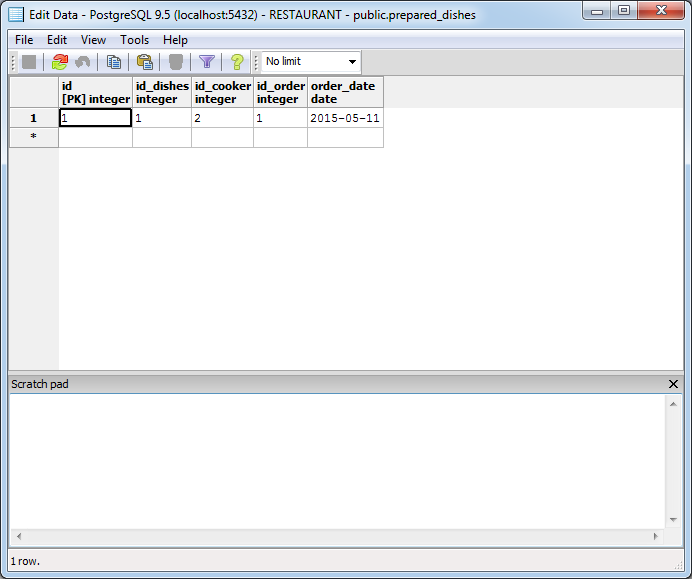 Edit Data - PostgreSQL 9.5 (localhost:5432) - RESTAURANT - public.prepared_dishes
File Edit View Tools Help
No limit
id id_dishes id_cooker id_order order_date
[PK] integer integer integer integer date
1 1 1 2 1 2015-05-11
*
Scratch pad
1 row.